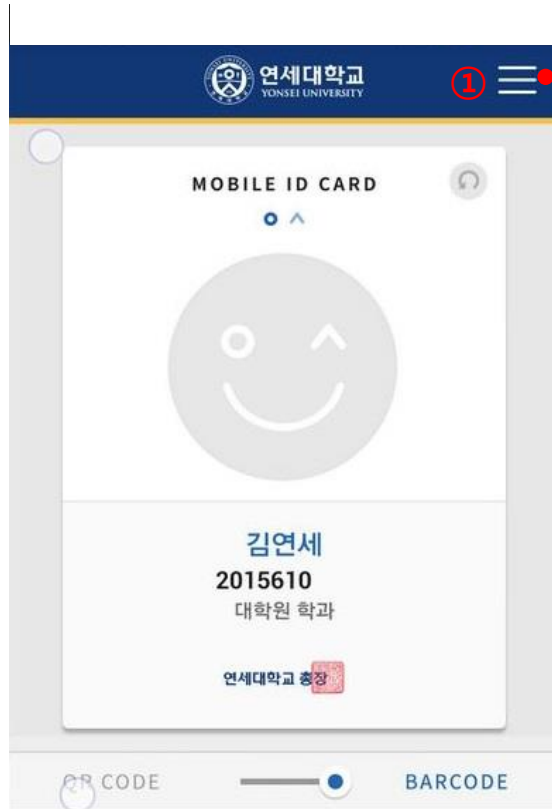 연세대학교
YONSEI UNIVERSITY
①
MOBILE ID CARD
김연세
2015610
대학원 학과
연세대학교 총장
QR CODE
BARCODE